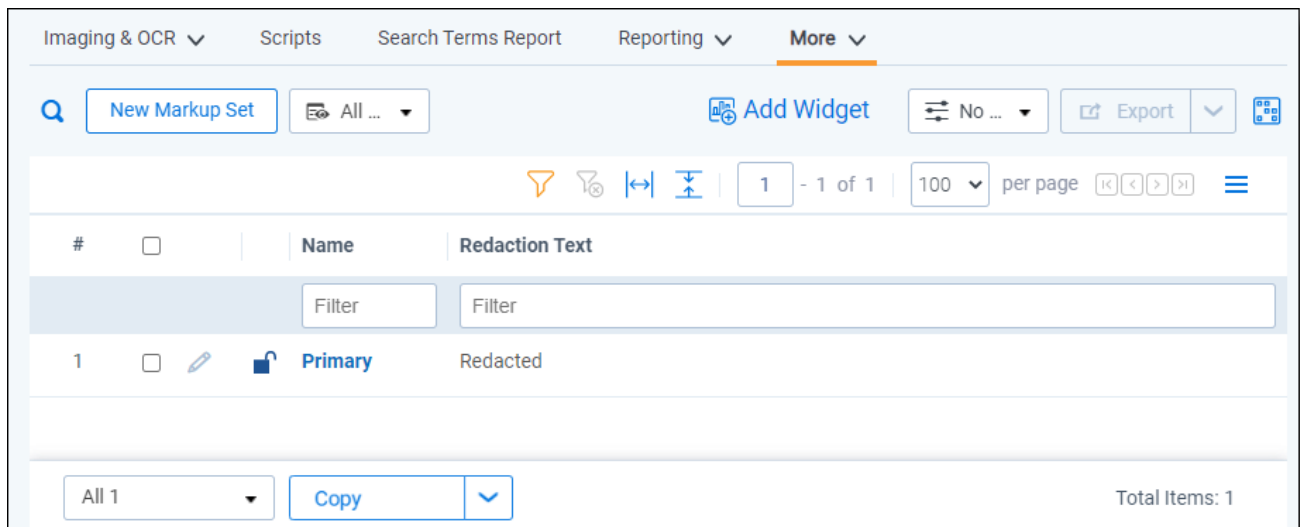 Imaging & OCR Scripts Search Terms Report Reporting More
New Markup Set All ... Add Widget No ... Export
1 - 1 of 1 100 per page
# Name Redaction Text
Filter Filter
1 Primary Redacted
All 1 Copy Total Items: 1